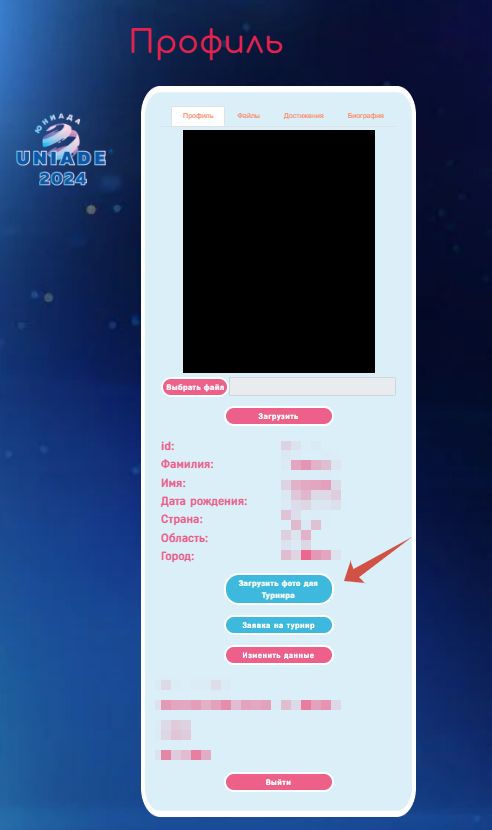 Профиль
ЮНИАДА
UNIADE
2024
Профиль Файлы Достижения Биография
Выбрать файл
Загрузить
id:
Фамилия:
Имя:
Дата рождения:
Страна:
Область:
Город:
Загрузить фото для
Турнира
Заявка на турнир
Изменить данные
Выйти